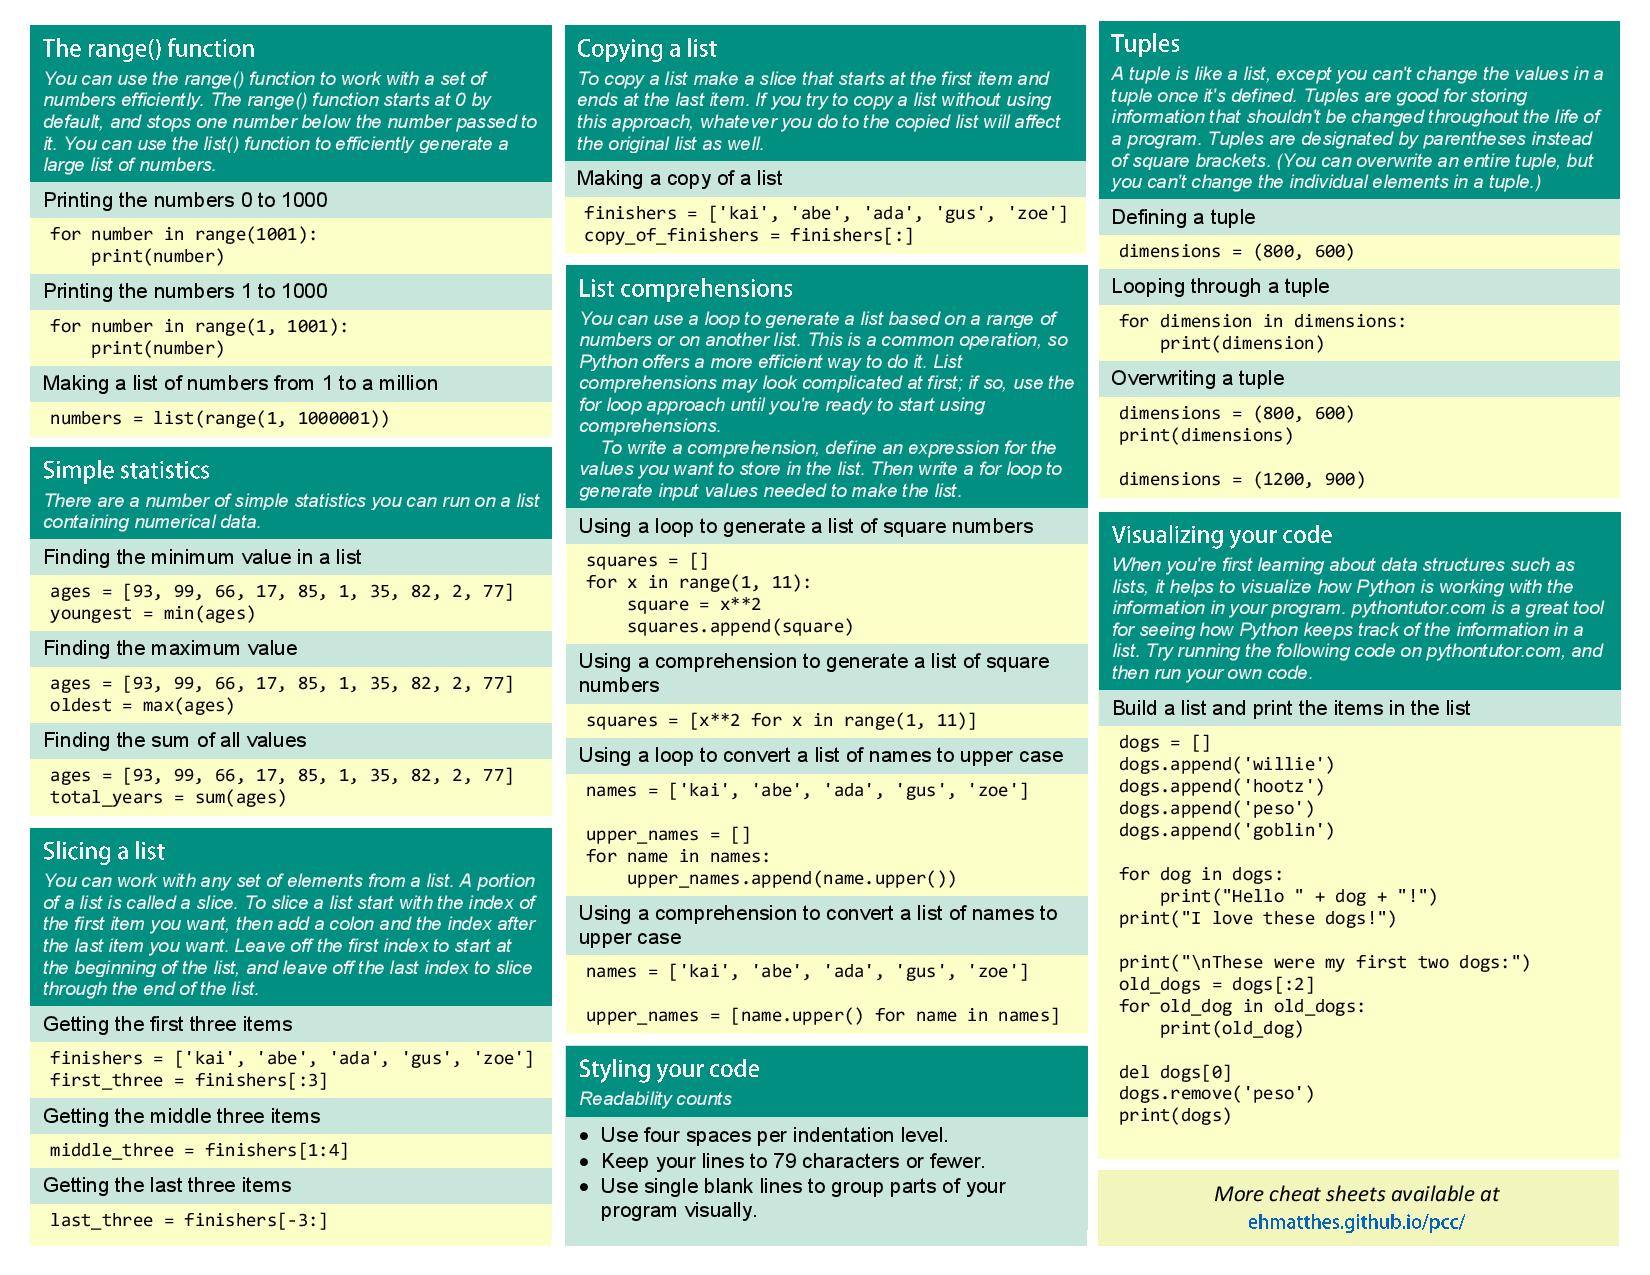 The range() function
You can use the range() function to work with a set of
numbers efficiently. The range() function starts at 0 by
default, and stops one number below the number passed to
it. You can use the list() function to efficiently generate a
large list of numbers.
Printing the numbers 0 to 1000
for number in range(1001):
    print(number)
Printing the numbers 1 to 1000
for number in range(1, 1001):
    print(number)
Making a list of numbers from 1 to a million
numbers = list(range(1, 1000001))
Simple statistics
There are a number of simple statistics you can run on a list
containing numerical data.
Finding the minimum value in a list
ages = [93, 99, 66, 17, 85, 1, 35, 82, 2, 77]
youngest = min(ages)
Finding the maximum value
ages = [93, 99, 66, 17, 85, 1, 35, 82, 2, 77]
oldest = max(ages)
Finding the sum of all values
ages = [93, 99, 66, 17, 85, 1, 35, 82, 2, 77]
total_years = sum(ages)
Slicing a list
You can work with any set of elements from a list. A portion
of a list is called a slice. To slice a list start with the index of
the first item you want, then add a colon and the index after
the last item you want. Leave off the first index to start at
the beginning of the list, and leave off the last index to slice
through the end of the list.
Getting the first three items
finishers = ['kai', 'abe', 'ada', 'gus', 'zoe']
first_three = finishers[:3]
Getting the middle three items
middle_three = finishers[1:4]
Getting the last three items
last_three = finishers[-3:]
Copying a list
To copy a list make a slice that starts at the first item and
ends at the last item. If you try to copy a list without using
this approach, whatever you do to the copied list will affect
the original list as well.
Making a copy of a list
finishers = ['kai', 'abe', 'ada', 'gus', 'zoe']
copy_of_finishers = finishers[:]
List comprehensions
You can use a loop to generate a list based on a range of
numbers or on another list. This is a common operation, so
Python offers a more efficient way to do it. List
comprehensions may look complicated at first; if so, use the
for loop approach until you're ready to start using
comprehensions.
    To write a comprehension, define an expression for the
values you want to store in the list. Then write a for loop to
generate input values needed to make the list.
Using a loop to generate a list of square numbers
squares = []
for x in range(1, 11):
    square = x**2
    squares.append(square)
Using a comprehension to generate a list of square
numbers
squares = [x**2 for x in range(1, 11)]
Using a loop to convert a list of names to upper case
names = ['kai', 'abe', 'ada', 'gus', 'zoe']
upper_names = []
for name in names:
    upper_names.append(name.upper())
Using a comprehension to convert a list of names to
upper case
names = ['kai', 'abe', 'ada', 'gus', 'zoe']
upper_names = [name.upper() for name in names]
Styling your code
Readability counts
• Use four spaces per indentation level.
• Keep your lines to 79 characters or fewer.
• Use single blank lines to group parts of your
program visually.
Tuples
A tuple is like a list, except you can't change the values in a
tuple once it's defined. Tuples are good for storing
information that shouldn't be changed throughout the life of
a program. Tuples are designated by parentheses instead
of square brackets. (You can overwrite an entire tuple, but
you can't change the individual elements in a tuple.)
Defining a tuple
dimensions = (800, 600)
Looping through a tuple
for dimension in dimensions:
    print(dimension)
Overwriting a tuple
dimensions = (800, 600)
print(dimensions)
dimensions = (1200, 900)
Visualizing your code
When you're first learning about data structures such as
lists, it helps to visualize how Python is working with the
information in your program. pythontutor.com is a great tool
for seeing how Python keeps track of the information in a
list. Try running the following code on pythontutor.com, and
then run your own code.
Build a list and print the items in the list
dogs = []
dogs.append('willie')
dogs.append('hootz')
dogs.append('peso')
dogs.append('goblin')
for dog in dogs:
    print("Hello " + dog + "!")
print("I love these dogs!")
print("\nThese were my first two dogs:")
old_dogs = dogs[:2]
for old_dog in old_dogs:
    print(old_dog)
del dogs[0]
dogs.remove('peso')
print(dogs)
More cheat sheets available at
ehmatthes.github.io/pcc/